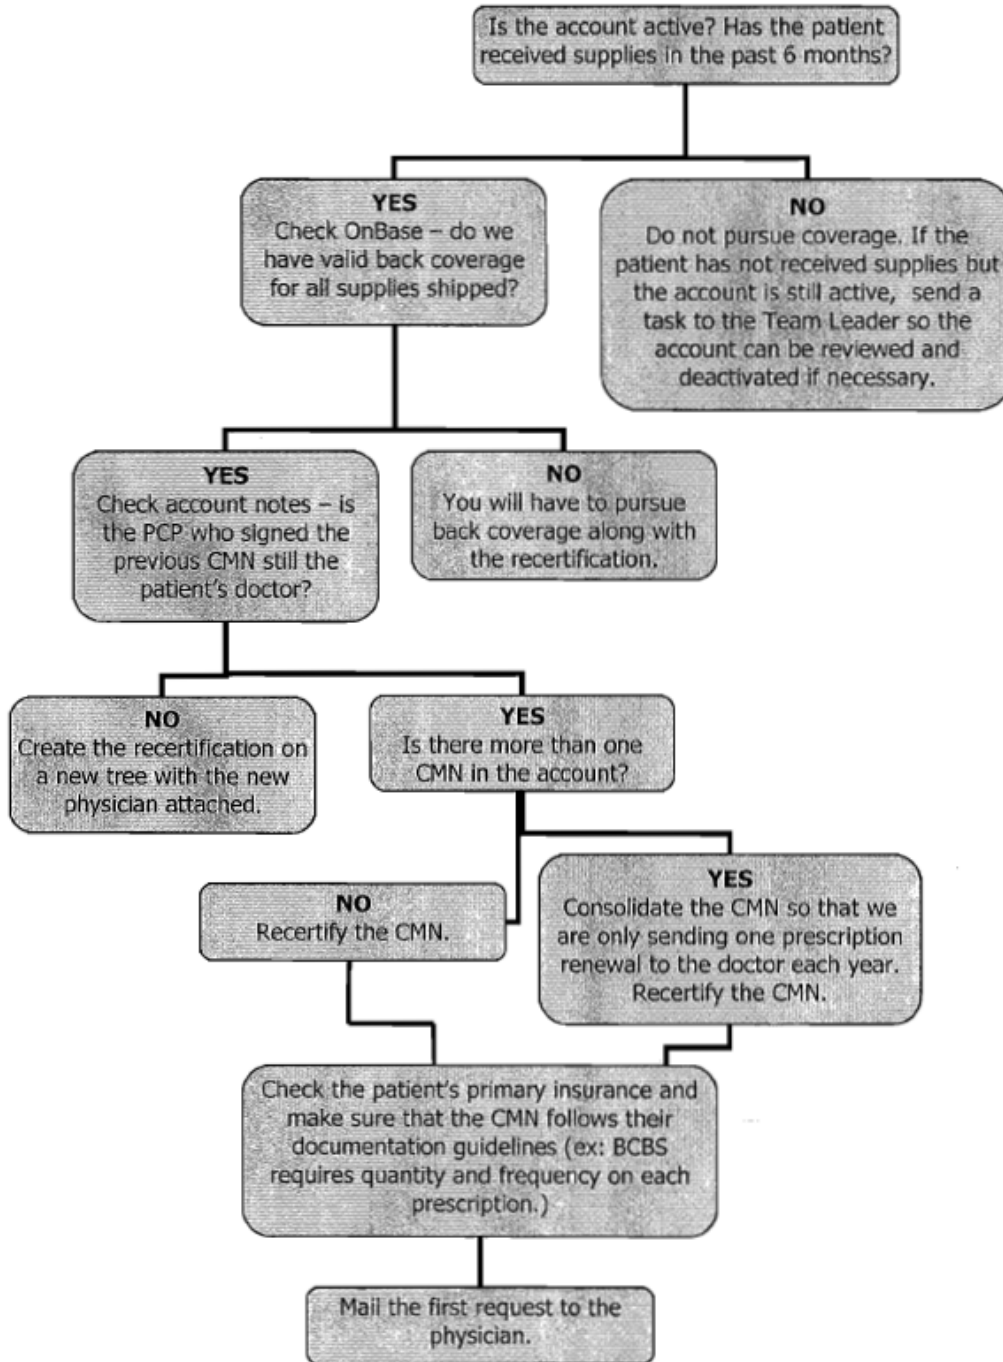 Is the account active? Has the patient
received supplies in the past 6 months?
YES
Check OnBase – do we
have valid back coverage
for all supplies shipped?
NO
Do not pursue coverage. If the
patient has not received supplies but
the account is still active, send a
task to the Team Leader so the
account can be reviewed and
deactivated if necessary.
YES
Check account notes – is
the PCP who signed the
previous CMN still the
patient's doctor?
NO
You will have to pursue
back coverage along with
the recertification.
NO
Create the recertification on
a new tree with the new
physician attached.
YES
Is there more than one
CMN in the account?
NO
Recertify the CMN.
YES
Consolidate the CMN so that we
are only sending one prescription
renewal to the doctor each year.
Recertify the CMN.
Check the patient's primary insurance and
make sure that the CMN follows their
documentation guidelines (ex: BCBS
requires quantity and frequency on each
prescription.)
Mail the first request to the
physician.